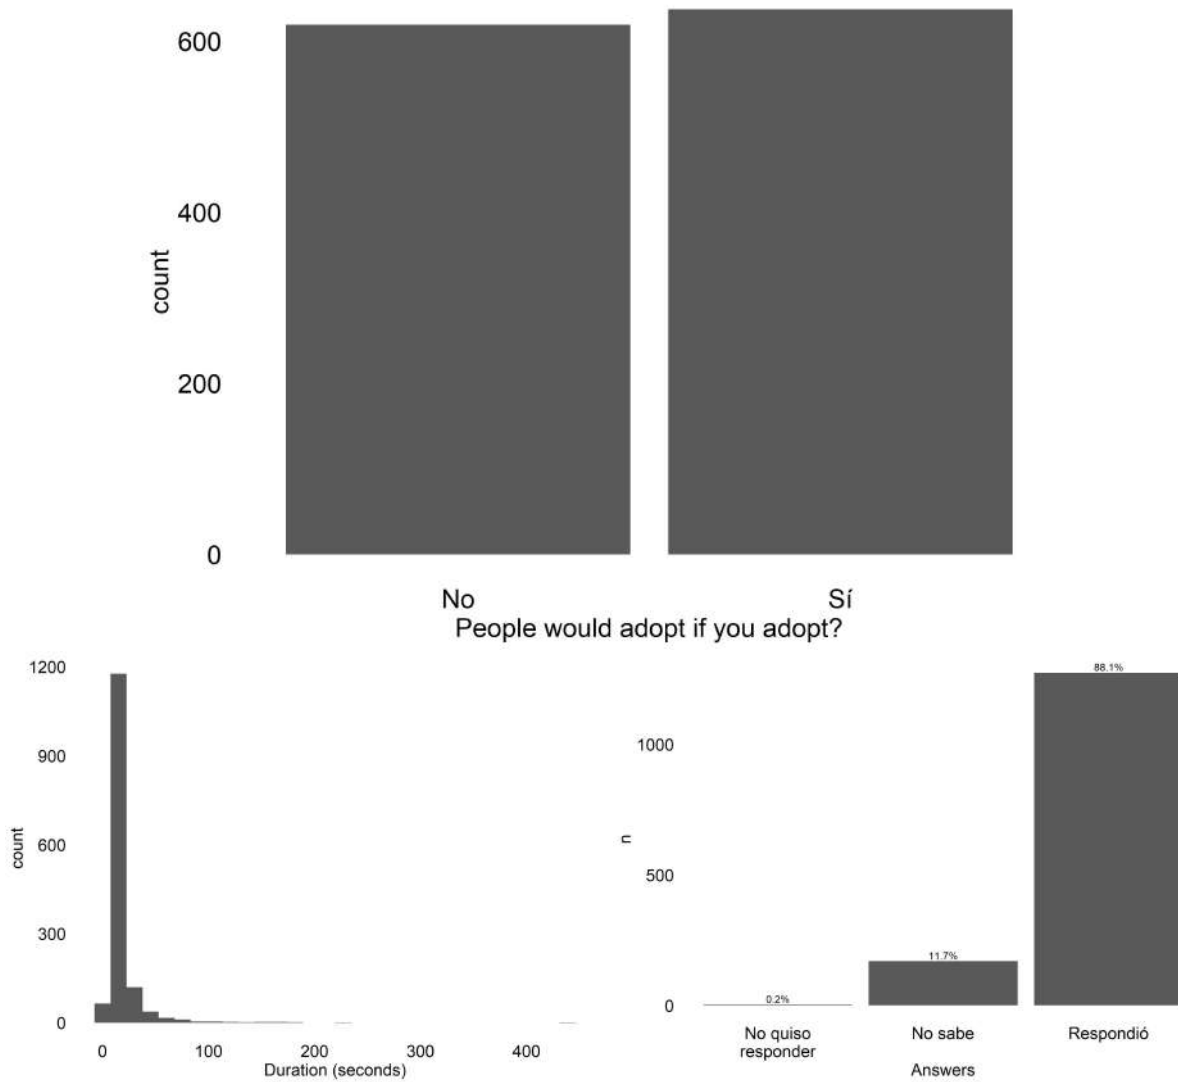 600
400
count
200
0
No Sí
People would adopt if you adopt?
1200
900
count
600
300
0
0 100 200 300 400
Duration (seconds)
88.1%
1000
n
500
11.7%
0
0.2%
No quiso
responder
No sabe
Respondió
Answers